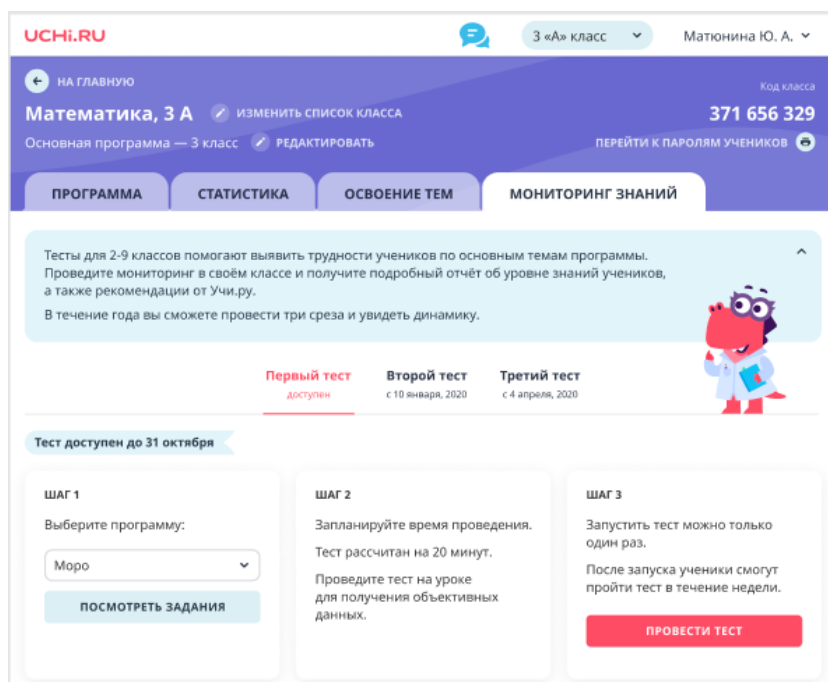 UCHi.RU
3 «А» класс
Матюнина Ю. А.
НА ГЛАВНУЮ
Код класса
Математика, 3 А
ИЗМЕНИТЬ СПИСОК КЛАССА
371 656 329
Основная программа — 3 класс
РЕДАКТИРОВАТЬ
ПЕРЕЙТИ К ПАРОЛЯМ УЧЕНИКОВ
ПРОГРАММА
СТАТИСТИКА
ОСВОЕНИЕ ТЕМ
МОНИТОРИНГ ЗНАНИЙ
Тесты для 2-9 классов помогают выявить трудности учеников по основным темам программы.
Проведите мониторинг в своём классе и получите подробный отчёт об уровне знаний учеников,
а также рекомендации от Учи.ру.
В течение года вы сможете провести три среза и увидеть динамику.
Первый тест
доступен
Второй тест
с 10 января, 2020
Третий тест
с 4 апреля, 2020
Тест доступен до 31 октября
ШАГ 1
Выберите программу:
Моро
ПОСМОТРЕТЬ ЗАДАНИЯ
ШАГ 2
Запланируйте время проведения.
Тест рассчитан на 20 минут.
Проведите тест на уроке
для получения объективных
данных.
ШАГ 3
Запустить тест можно только
один раз.
После запуска ученики смогут
пройти тест в течение недели.
ПРОВЕСТИ ТЕСТ